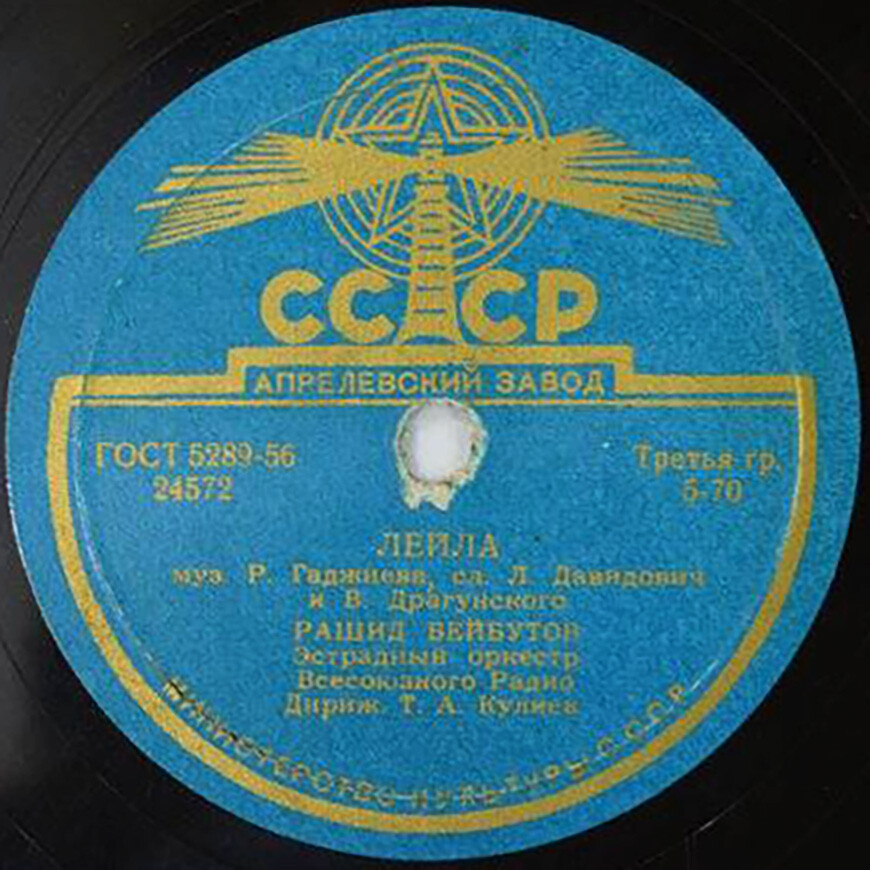 СССР
АПРЕЛЕВСКИЙ ЗАВОД
ГОСТ 5289-56
24572
Третья гр.
5-70
ЛЕЙЛА
муз. Р. Гаджиева, сл. Л. Давидович
и В. Драгунского
РАШИД БЕЙБУТОВ
Эстрадный оркестр
Всесоюзного Радио
Дириж. Т. А. Кулиев
МИНИСТЕРСТВО КУЛЬТУРЫ СССР